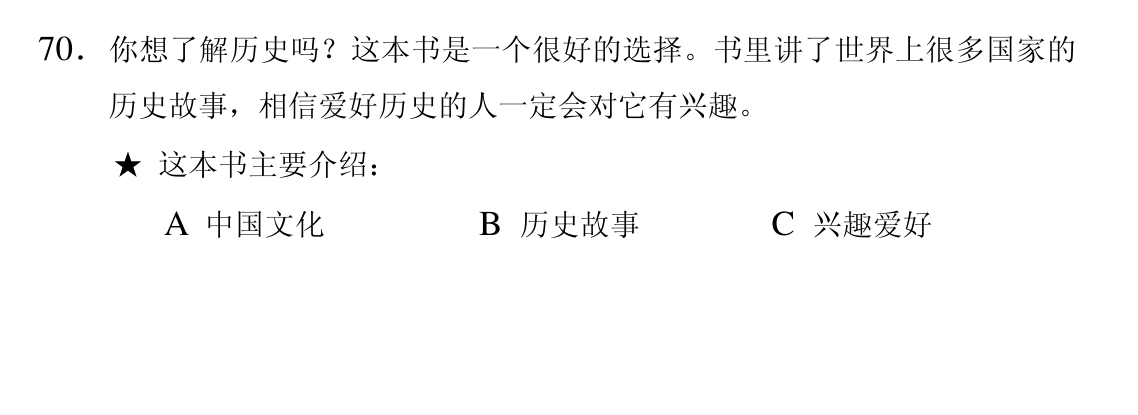 70．你想了解历史吗？这本书是一个很好的选择。书里讲了世界上很多国家的
历史故事，相信爱好历史的人一定会对它有兴趣。
★ 这本书主要介绍：
A 中国文化 B 历史故事 C 兴趣爱好